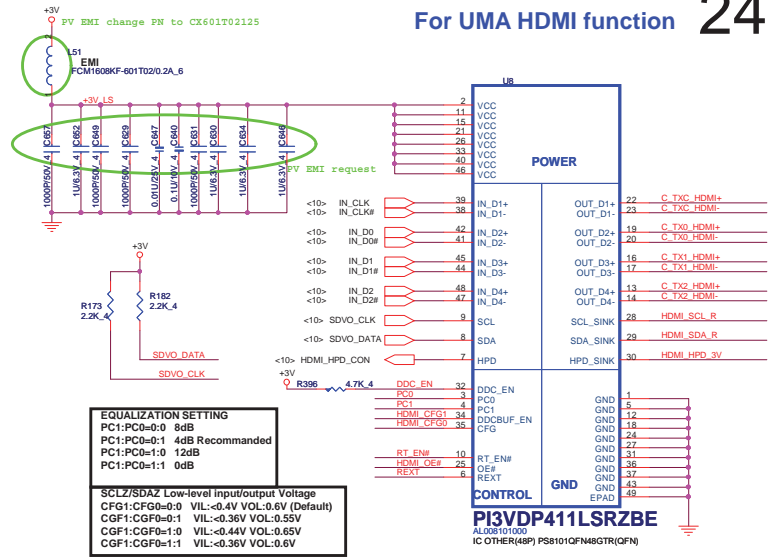 For UMA HDMI function
24
PV EMI change PN to CX601T02125
L51
EMI
FCM1608KF-601T02/0.2A_6
2
1
+3V_LS
C657
C652
C649
C629
C647
C640
C631
C630
C634
C646
1000P/50V_4
1U/6.3V_4
1000P/50V_4
1000P/50V_4
0.01U/25V_4
0.1U/10V_4
1000P/50V_4
1U/6.3V_4
1U/6.3V_4
1U/6.3V_4
PV EMI request
U8
2 VCC
11 VCC
15 VCC
21 VCC
26 VCC
33 VCC
40 VCC
46 VCC
POWER
<10> IN_CLK 39 IN_D1+
<10> IN_CLK# 38 IN_D1-
<10> IN_D0 42 IN_D2+
<10> IN_D0# 41 IN_D2-
<10> IN_D1 45 IN_D3+
<10> IN_D1# 44 IN_D3-
<10> IN_D2 48 IN_D4+
<10> IN_D2# 47 IN_D4-
<10> SDVO_CLK 9 SCL
<10> SDVO_DATA 8 SDA
<10> HDMI_HPD_CON 7 HPD
OUT_D1+ 22 C_TXC_HDMI+
OUT_D1- 23 C_TXC_HDMI-
OUT_D2+ 19 C_TX0_HDMI+
OUT_D2- 20 C_TX0_HDMI-
OUT_D3+ 16 C_TX1_HDMI+
OUT_D3- 17 C_TX1_HDMI-
OUT_D4+ 13 C_TX2_HDMI+
OUT_D4- 14 C_TX2_HDMI-
SCL_SINK 28 HDMI_SCL_R
SDA_SINK 29 HDMI_SDA_R
HPD_SINK 30 HDMI_HPD_3V
+3V
R173
2.2K_4
R182
2.2K_4
SDVO_DATA
SDVO_CLK
+3V
R396 4.7K_4 DDC_EN 32 DDC_EN
PC0 3 PC0
PC1 4 PC1
HDMI_CFG1 34 DDCBUF_EN
HDMI_CFG0 35 CFG
RT_EN# 10 RT_EN#
HDMI_OE# 25 OE#
REXT 6 REXT
CONTROL
GND 1
GND 5
GND 12
GND 18
GND 24
GND 27
GND 31
GND 36
GND 37
GND 43
EPAD 49
GND
PI3VDP411LSRZBE
AL008101000
IC OTHER(48P) PS8101QFN48GTR(QFN)
EQUALIZATION SETTING
PC1:PC0=0:0 8dB
PC1:PC0=0:1 4dB Recommanded
PC1:PC0=1:0 12dB
PC1:PC0=1:1 0dB
SCLZ/SDAZ Low-level input/output Voltage
CFG1:CFG0=0:0 VIL:<0.4V VOL:0.6V (Default)
CGF1:CGF0=0:1 VIL:<0.36V VOL:0.55V
CGF1:CGF0=1:0 VIL:<0.44V VOL:0.65V
CGF1:CGF0=1:1 VIL:<0.36V VOL:0.6V